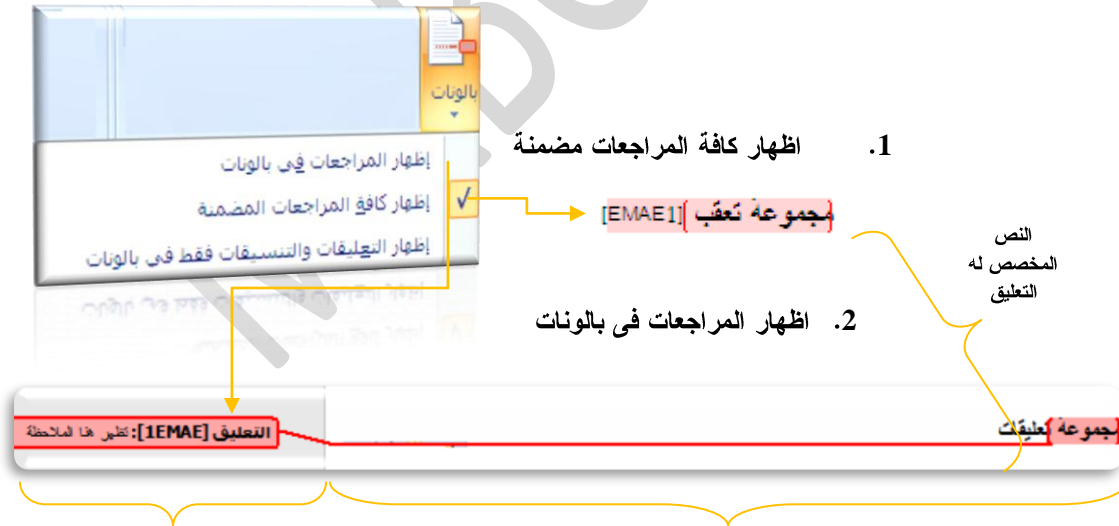 بالونات
إظهار المراجعات في بالونات
إظهار كافة المراجعات المضمنة
إظهار التعليقات والتنسيقات فقط في بالونات
1. اظهار كافة المراجعات مضمنة
مجموعة تعقب [EMAE1]
النص
المخصص له
التعليق
2. اظهار المراجعات فى بالونات
مجموعة تعليقات
التعليق [1EMAE]: تظهر هنا الملاحظة